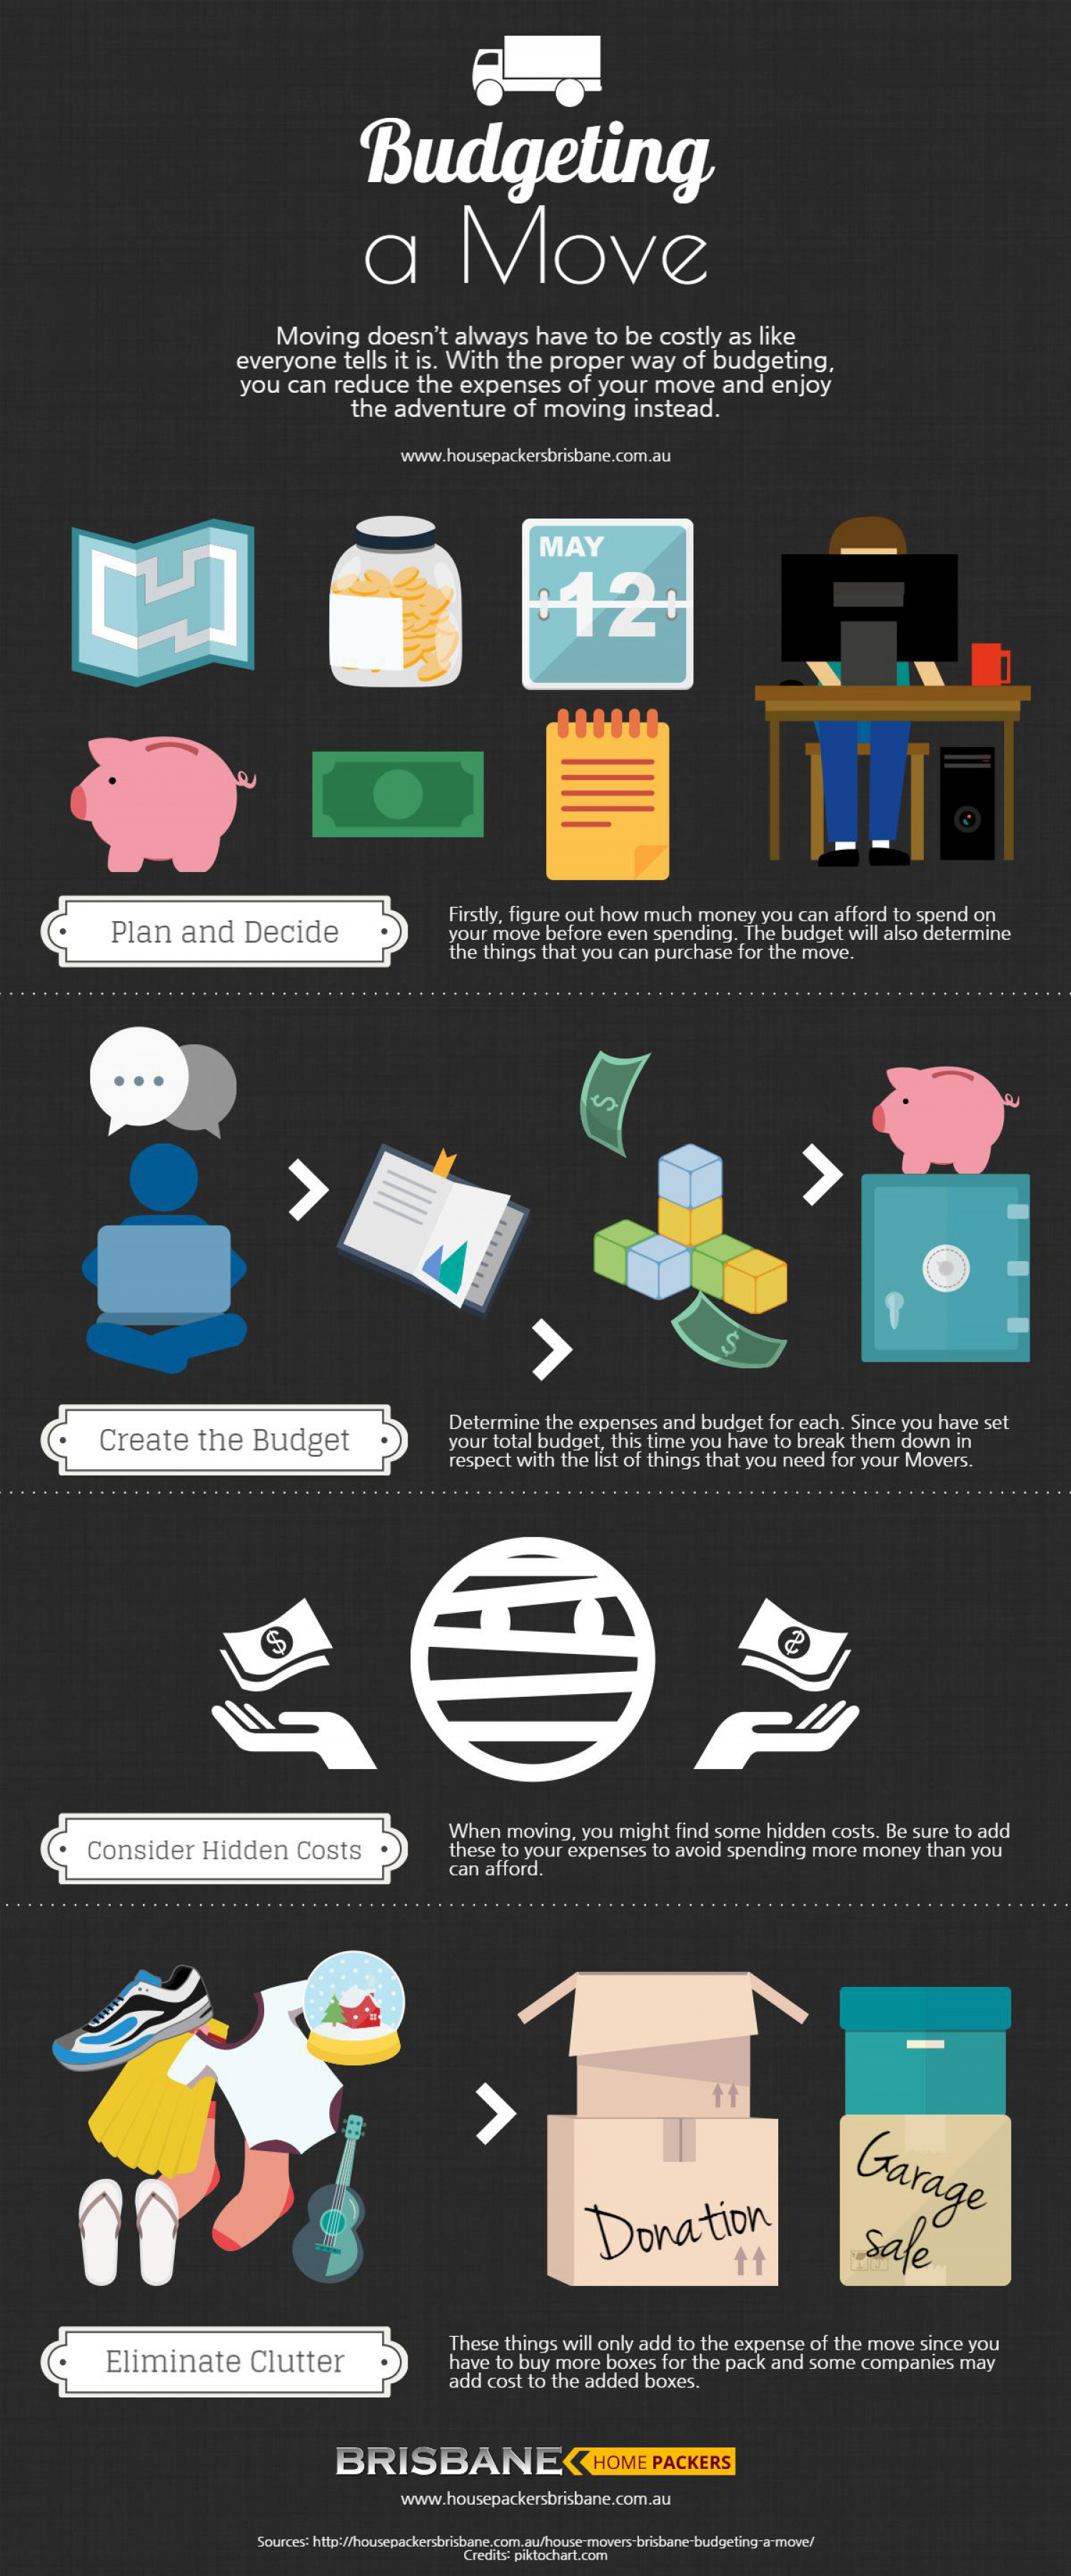 Budgeting
a Move
Moving doesn't always have to be costly as like
everyone tells it is. With the proper way of budgeting,
you can reduce the expenses of your move and enjoy
the adventure of moving instead.
www.housepackersbrisbane.com.au
MAY
12
Plan and Decide
Firstly, figure out how much money you can afford to spend on
your move before even spending. The budget will also determine
the things that you can purchase for the move.
$
$
Create the Budget
Determine the expenses and budget for each. Since you have set
your total budget, this time you have to break them down in
respect with the list of things that you need for your Movers.
$
$
Consider Hidden Costs
When moving, you might find some hidden costs. Be sure to add
these to your expenses to avoid spending more money than you
can afford.
Donation
Garage
sale
Eliminate Clutter
These things will only add to the expense of the move since you
have to buy more boxes for the pack and some companies may
add cost to the added boxes.
BRISBANE HOME PACKERS
www.housepackersbrisbane.com.au
Sources: http://housepackersbrisbane.com.au/house-movers-brisbane-budgeting-a-move/
Credits: piktochart.com